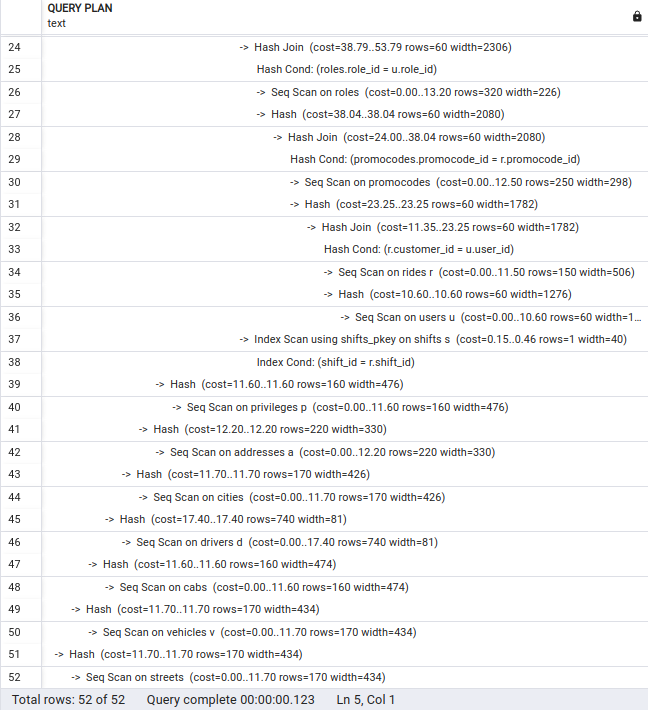 QUERY PLAN
text
24 -> Hash Join (cost=38.79..53.79 rows=60 width=2306)
25 Hash Cond: (roles.role_id = u.role_id)
26 -> Seq Scan on roles (cost=0.00..13.20 rows=320 width=226)
27 -> Hash (cost=38.04..38.04 rows=60 width=2080)
28 -> Hash Join (cost=24.00..38.04 rows=60 width=2080)
29 Hash Cond: (promocodes.promocode_id = r.promocode_id)
30 -> Seq Scan on promocodes (cost=0.00..12.50 rows=250 width=298)
31 -> Hash (cost=23.25..23.25 rows=60 width=1782)
32 -> Hash Join (cost=11.35..23.25 rows=60 width=1782)
33 Hash Cond: (r.customer_id = u.user_id)
34 -> Seq Scan on rides r (cost=0.00..11.50 rows=150 width=506)
35 -> Hash (cost=10.60..10.60 rows=60 width=1276)
36 -> Seq Scan on users u (cost=0.00..10.60 rows=60 width=1...
37 -> Index Scan using shifts_pkey on shifts s (cost=0.15..0.46 rows=1 width=40)
38 Index Cond: (shift_id = r.shift_id)
39 -> Hash (cost=11.60..11.60 rows=160 width=476)
40 -> Seq Scan on privileges p (cost=0.00..11.60 rows=160 width=476)
41 -> Hash (cost=12.20..12.20 rows=220 width=330)
42 -> Seq Scan on addresses a (cost=0.00..12.20 rows=220 width=330)
43 -> Hash (cost=11.70..11.70 rows=170 width=426)
44 -> Seq Scan on cities (cost=0.00..11.70 rows=170 width=426)
45 -> Hash (cost=17.40..17.40 rows=740 width=81)
46 -> Seq Scan on drivers d (cost=0.00..17.40 rows=740 width=81)
47 -> Hash (cost=11.60..11.60 rows=160 width=474)
48 -> Seq Scan on cabs (cost=0.00..11.60 rows=160 width=474)
49 -> Hash (cost=11.70..11.70 rows=170 width=434)
50 -> Seq Scan on vehicles v (cost=0.00..11.70 rows=170 width=434)
51 -> Hash (cost=11.70..11.70 rows=170 width=434)
52 -> Seq Scan on streets (cost=0.00..11.70 rows=170 width=434)
Total rows: 52 of 52 Query complete 00:00:00.123 Ln 5, Col 1